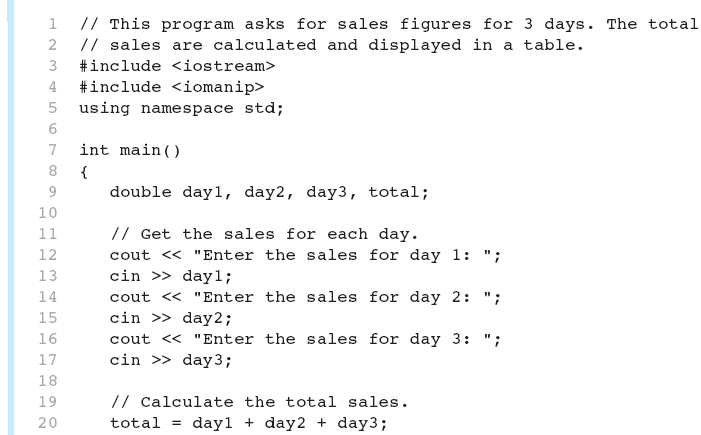 1 // This program asks for sales figures for 3 days. The total
2 // sales are calculated and displayed in a table.
3 #include <iostream>
4 #include <iomanip>
5 using namespace std;
6
7 int main()
8 {
9    double day1, day2, day3, total;
10
11    // Get the sales for each day.
12    cout << "Enter the sales for day 1: ";
13    cin >> day1;
14    cout << "Enter the sales for day 2: ";
15    cin >> day2;
16    cout << "Enter the sales for day 3: ";
17    cin >> day3;
18
19    // Calculate the total sales.
20    total = day1 + day2 + day3;